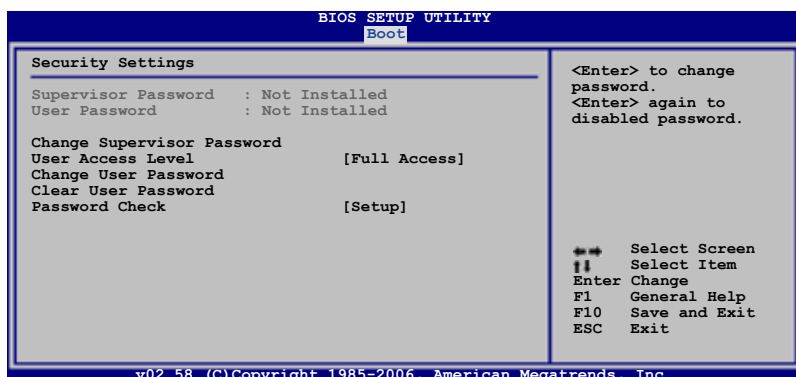 BIOS SETUP UTILITY
Boot
Security Settings
Supervisor Password : Not Installed
User Password : Not Installed
Change Supervisor Password
User Access Level [Full Access]
Change User Password
Clear User Password
Password Check [Setup]
<Enter> to change
password.
<Enter> again to
disabled password.
Select Screen
Select Item
Enter Change
F1 General Help
F10 Save and Exit
ESC Exit
v02.58 (C)Copyright 1985-2006, American Megatrends, Inc.